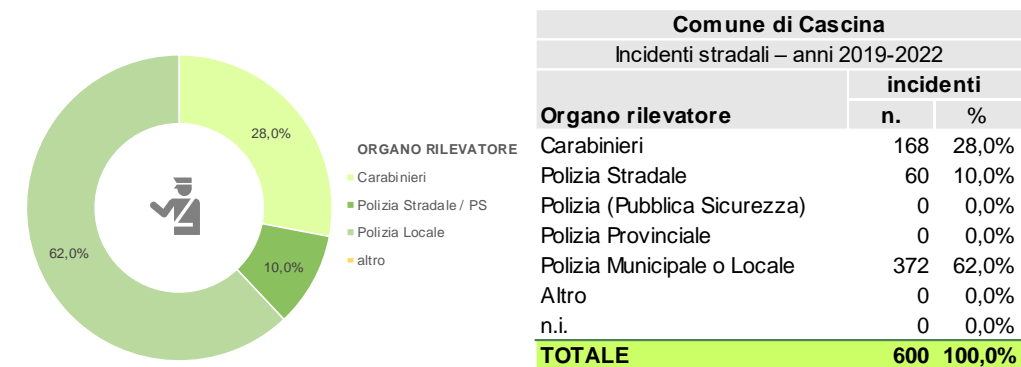 28,0%
ORGANO RILEVATORE
Carabinieri
Polizia Stradale / PS
Polizia Locale
altro
62,0%
10,0%
Comune di Cascina
Incidenti stradali – anni 2019-2022
incidenti
Organo rilevatore n. %
Carabinieri 168 28,0%
Polizia Stradale 60 10,0%
Polizia (Pubblica Sicurezza) 0 0,0%
Polizia Provinciale 0 0,0%
Polizia Municipale o Locale 372 62,0%
Altro 0 0,0%
n.i. 0 0,0%
TOTALE 600 100,0%